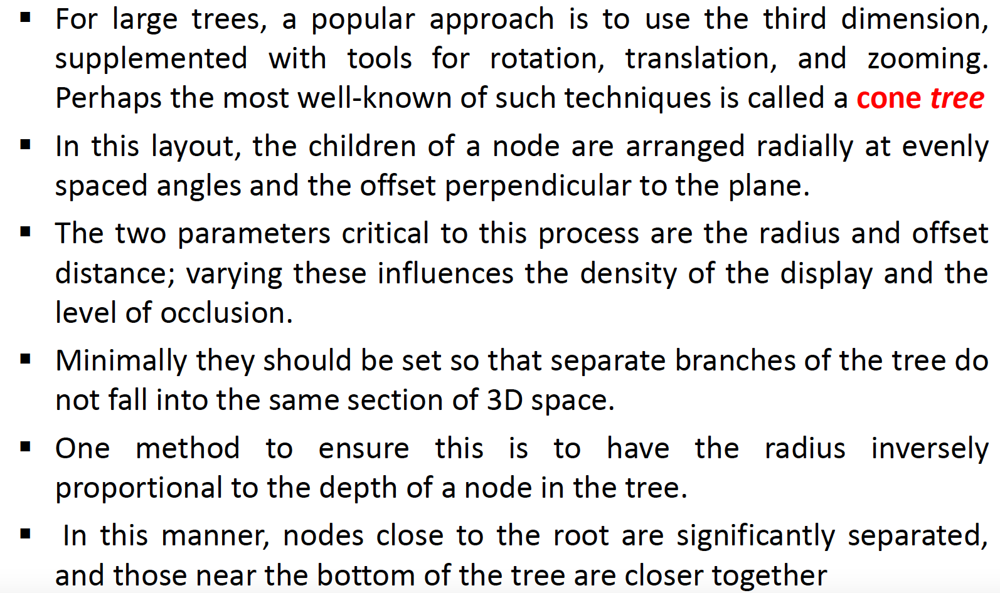 ▪ For large trees, a popular approach is to use the third dimension,
supplemented with tools for rotation, translation, and zooming.
Perhaps the most well-known of such techniques is called a cone tree
▪ In this layout, the children of a node are arranged radially at evenly
spaced angles and the offset perpendicular to the plane.
▪ The two parameters critical to this process are the radius and offset
distance; varying these influences the density of the display and the
level of occlusion.
▪ Minimally they should be set so that separate branches of the tree do
not fall into the same section of 3D space.
▪ One method to ensure this is to have the radius inversely
proportional to the depth of a node in the tree.
▪ In this manner, nodes close to the root are significantly separated,
and those near the bottom of the tree are closer together